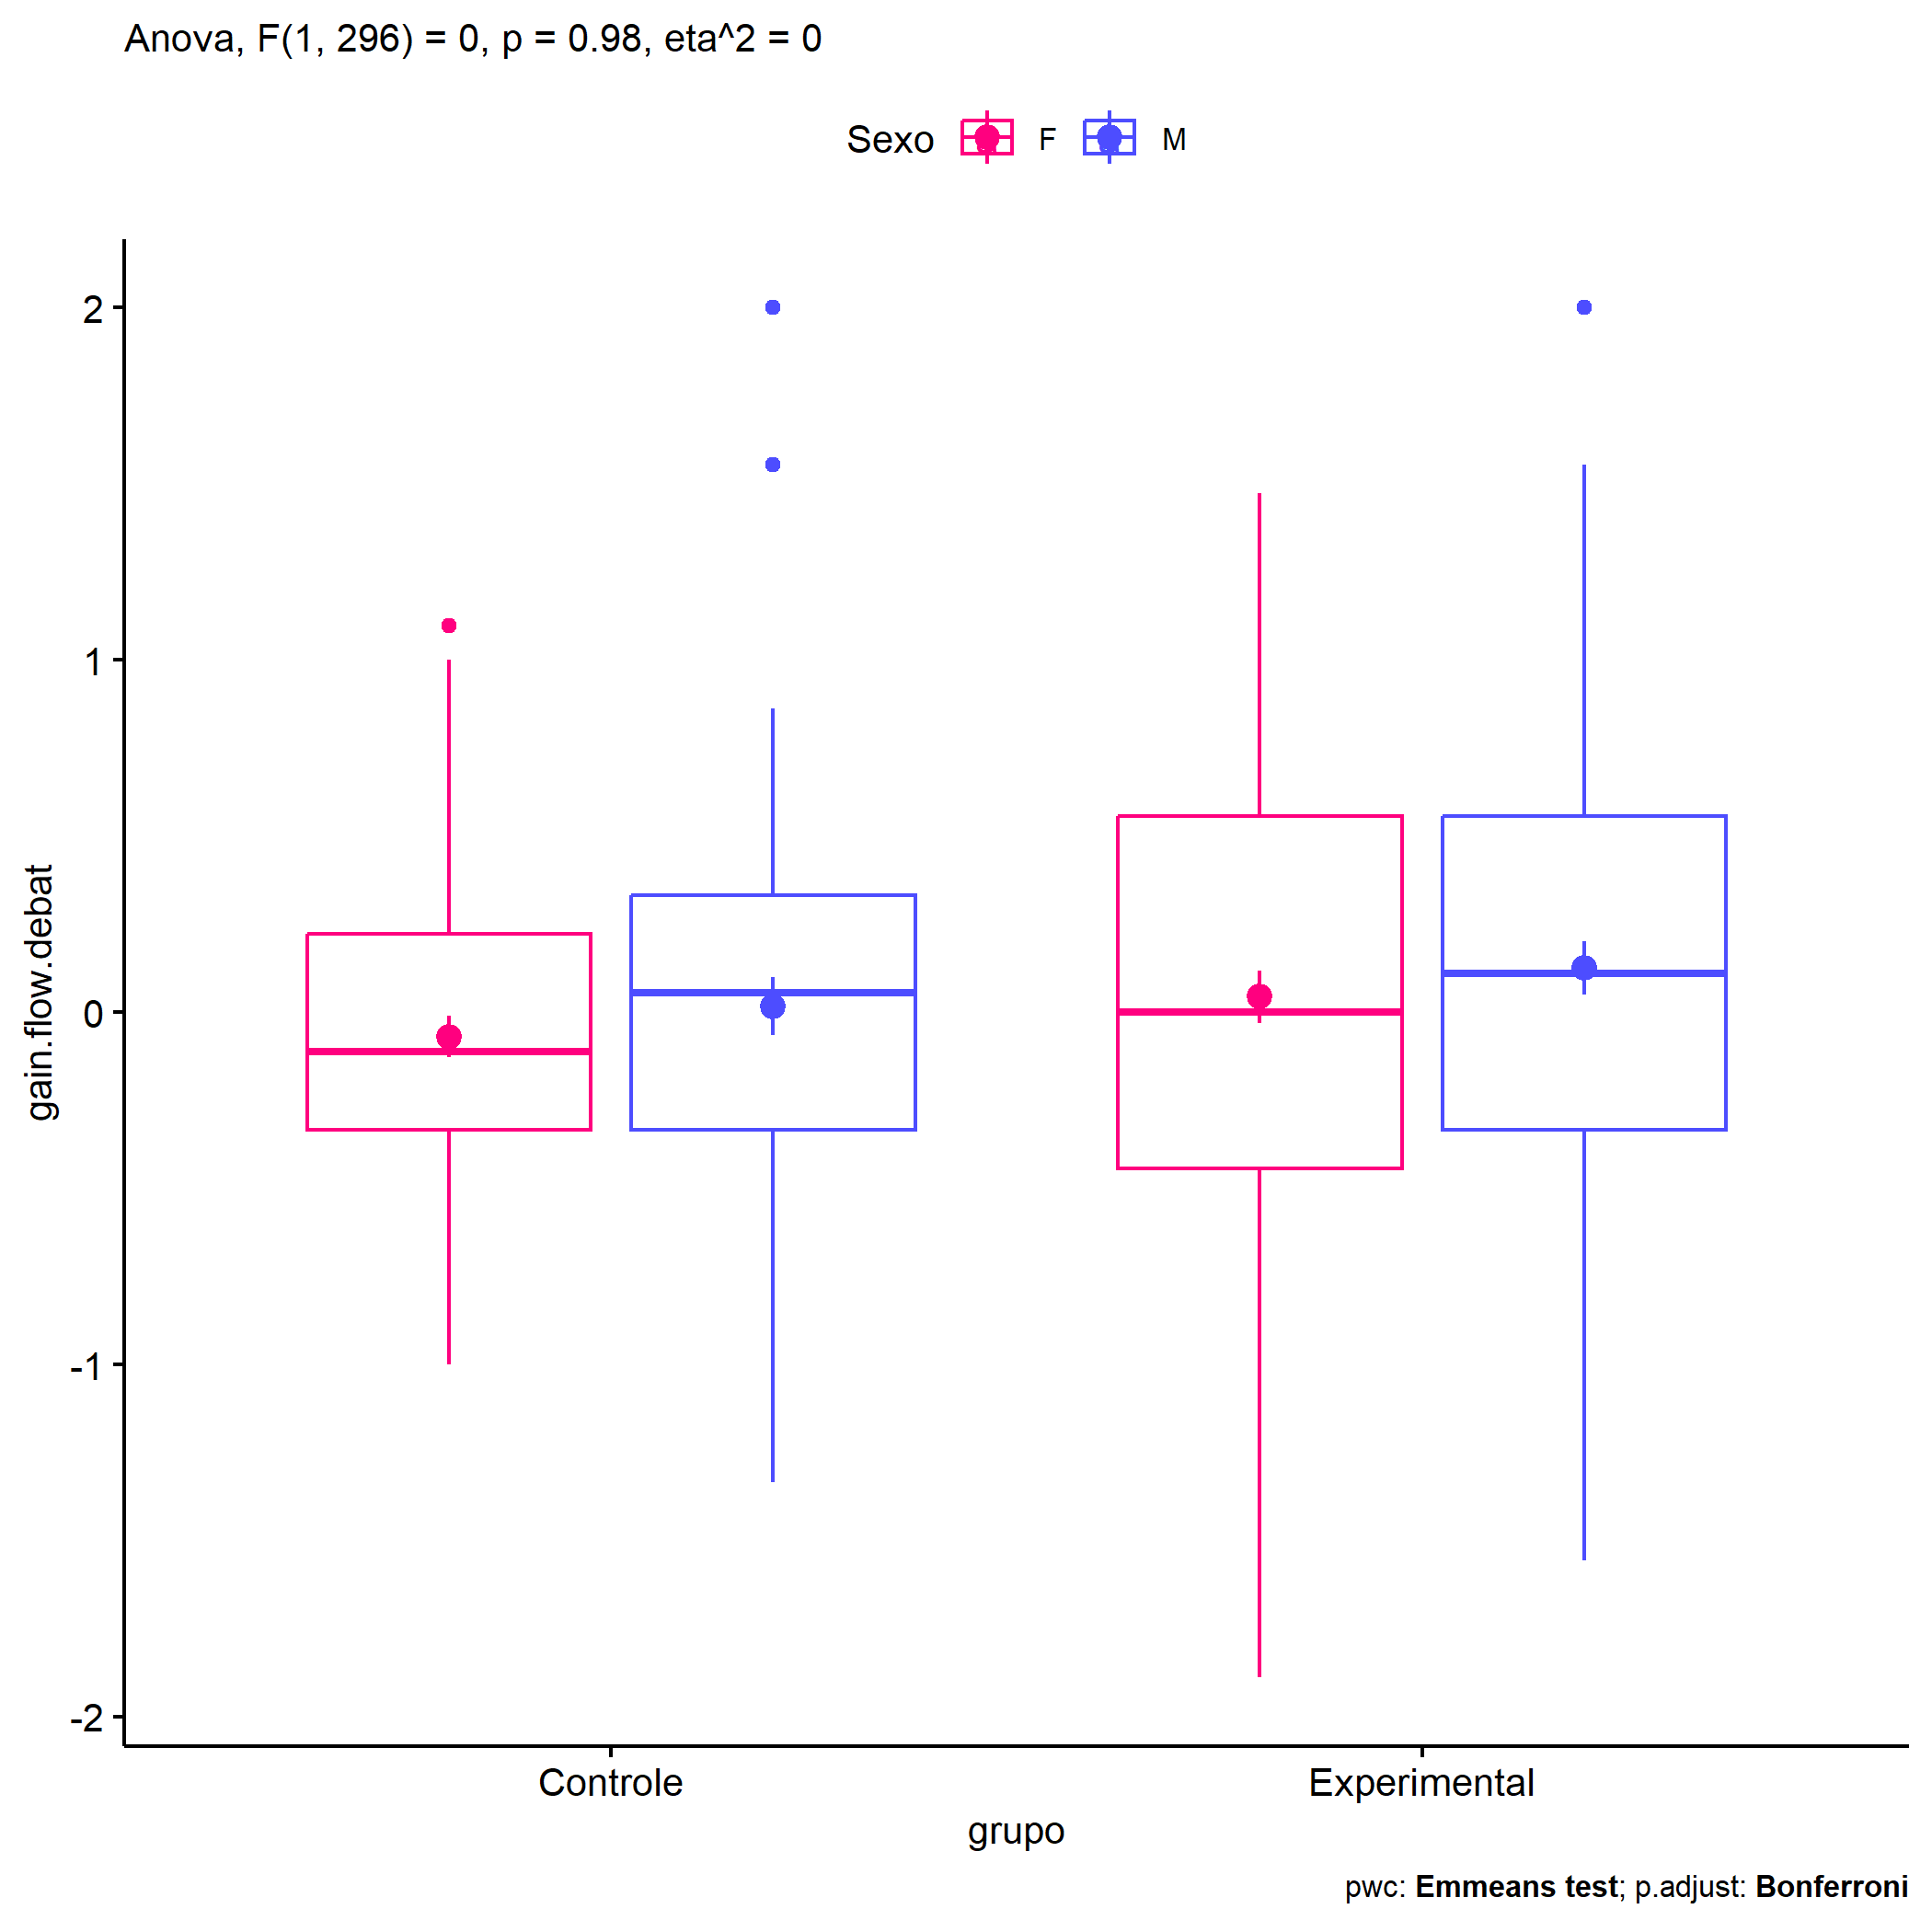 Anova, F(1, 296) = 0, p = 0.98, eta^2 = 0
Sexo F M
gain.flow.debat
2
1
0
-1
-2
Controle Experimental
grupo
pwc: Emmeans test; p.adjust: Bonferroni